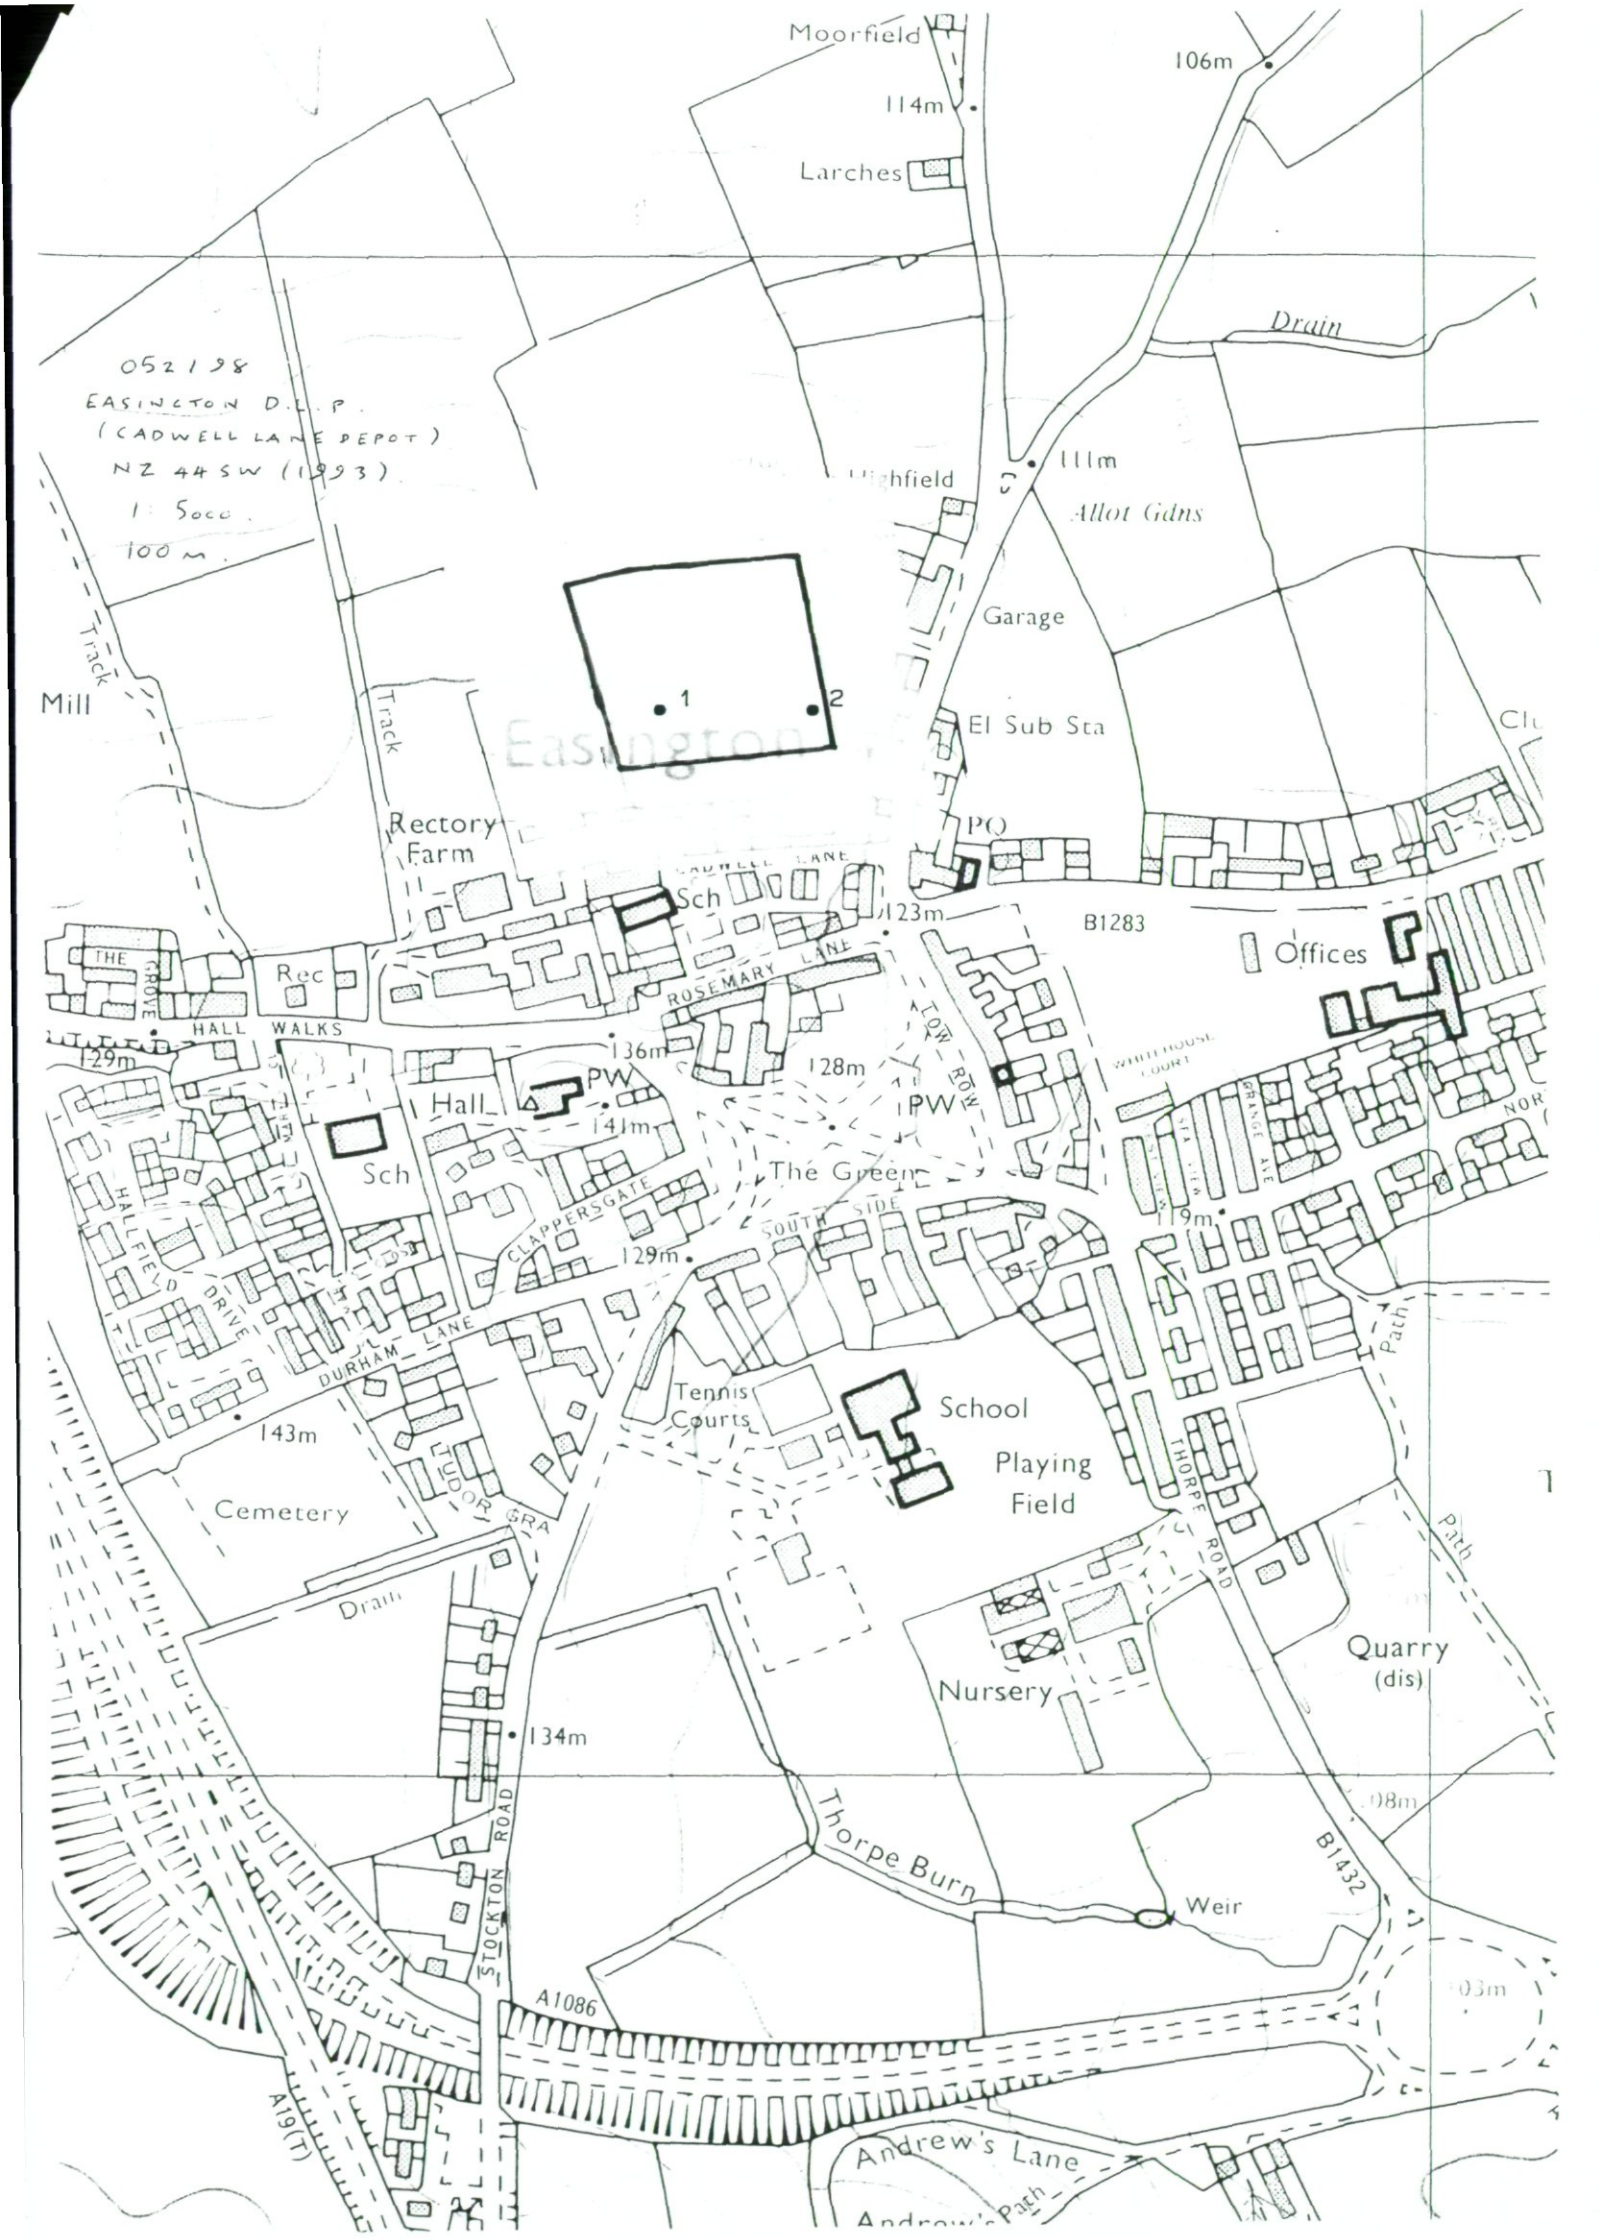 Moorfield
106m
114m
Larches
Drain
052198
EASINGTON D.L.P.
(CADWELL LANE DEPOT)
NZ 44 SW (1993)
1:5000.
100 m.
111m
Allot Gdns
Garage
Track
Mill
Track
1
2
El Sub Sta
Easington
Rectory
Farm
PO
CADWELL LANE
Sch
123m
B1283
Offices
THE GROVE
Rec
ROSEMARY LANE
HALL WALKS
129m
136m
PW
128m
LOW ROW
WHITEHOUSE
COURT
Hall
141m
PW
Sch
The Green
SPA VIEW
GRANGE AVE
HALLFIELD DRIVE
CLAPPERSGATE
SOUTH SIDE
119m
129m
DURHAM LANE
Path
Tennis
Courts
School
143m
Playing
Field
THORPE ROAD
Cemetery
TUDOR GRA
Path
Drain
Quarry
(dis)
Nursery
134m
STOCKTON ROAD
Thorpe Burn
B1432
Weir
A1086
03m
A19(T)
Andrew's Lane
Path
Andrew's